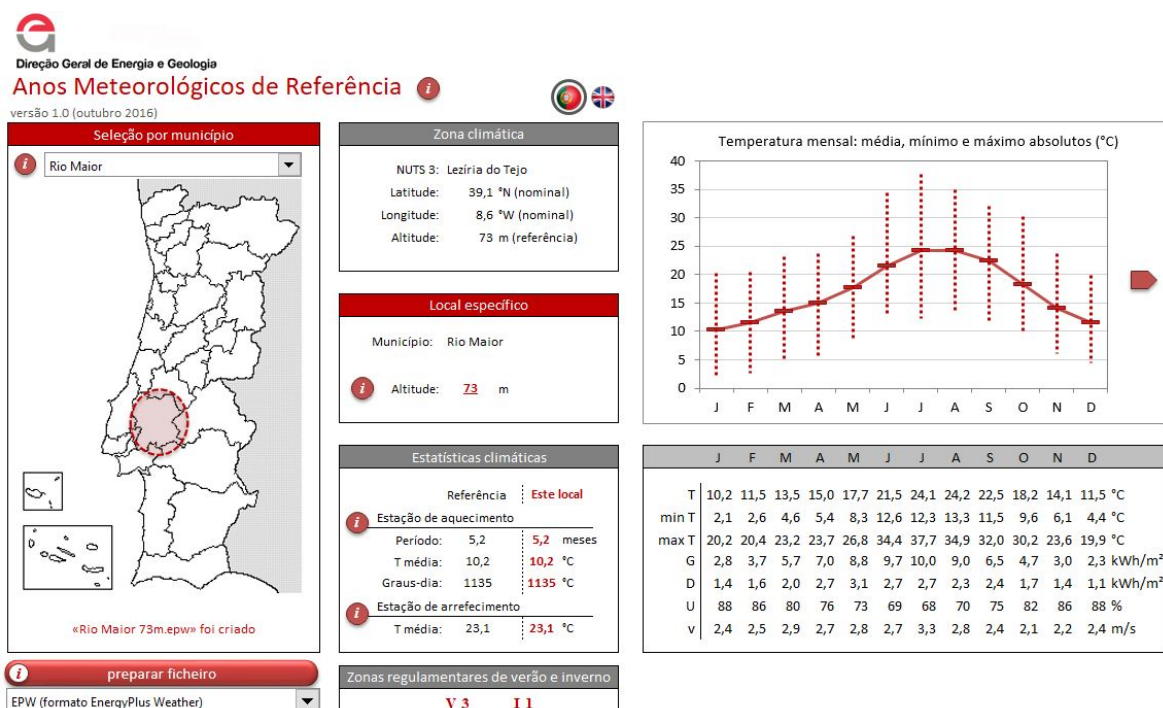 Direção Geral de Energia e Geologia
Anos Meteorológicos de Referência i
versão 1.0 (outubro 2016)
Seleção por município
i Rio Maior
«Rio Maior 73m.epw» foi criado
i preparar ficheiro
EPW (formato EnergyPlus Weather)
Zona climática
NUTS 3: Lezíria do Tejo
Latitude: 39,1 °N (nominal)
Longitude: 8,6 °W (nominal)
Altitude: 73 m (referência)
Local específico
Município: Rio Maior
i Altitude: 73 m
Estatísticas climáticas
Referência Este local
i Estação de aquecimento
Período: 5,2 5,2 meses
T média: 10,2 10,2 °C
Graus-dia: 1135 1135 °C
i Estação de arrefecimento
T média: 23,1 23,1 °C
Zonas regulamentares de verão e inverno
V 3 I 1
Temperatura mensal: média, mínimo e máximo absolutos (°C)
40
35
30
25
20
15
10
5
0
J F M A M J J A S O N D
J F M A M J J A S O N D
T 10,2 11,5 13,5 15,0 17,7 21,5 24,1 24,2 22,5 18,2 14,1 11,5 °C
min T 2,1 2,6 4,6 5,4 8,3 12,6 12,3 13,3 11,5 9,6 6,1 4,4 °C
max T 20,2 20,4 23,2 23,7 26,8 34,4 37,7 34,9 32,0 30,2 23,6 19,9 °C
G 2,8 3,7 5,7 7,0 8,8 9,7 10,0 9,0 6,5 4,7 3,0 2,3 kWh/m²
D 1,4 1,6 2,0 2,7 3,1 2,7 2,7 2,3 2,4 1,7 1,4 1,1 kWh/m²
U 88 86 80 76 73 69 68 70 75 82 86 88 %
v 2,4 2,5 2,9 2,7 2,8 2,7 3,3 2,8 2,4 2,1 2,2 2,4 m/s